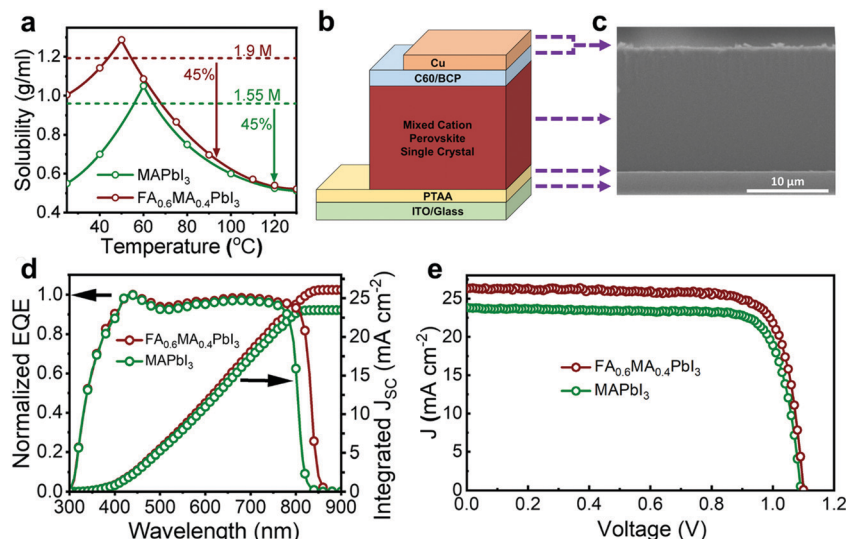 a
Solubility (g/ml)
1.6
1.4
1.2
1.0
0.8
0.6
0.4
1.9 M
45%
1.55 M
45%
MAPbI3
FA0.6MA0.4PbI3
40 60 80 100 120
Temperature (°C)
b
Cu
C60/BCP
Mixed Cation
Perovskite
Single Crystal
PTAA
ITO/Glass
c
10 µm
d
Normalized EQE
1.0
0.8
0.6
0.4
0.2
0.0
FA0.6MA0.4PbI3
MAPbI3
25
20
15
10
5
0
Integrated JSC (mA cm-2)
300 400 500 600 700 800 900
Wavelength (nm)
e
J (mA cm-2)
25
20
15
10
5
0
FA0.6MA0.4PbI3
MAPbI3
0.0 0.2 0.4 0.6 0.8 1.0 1.2
Voltage (V)